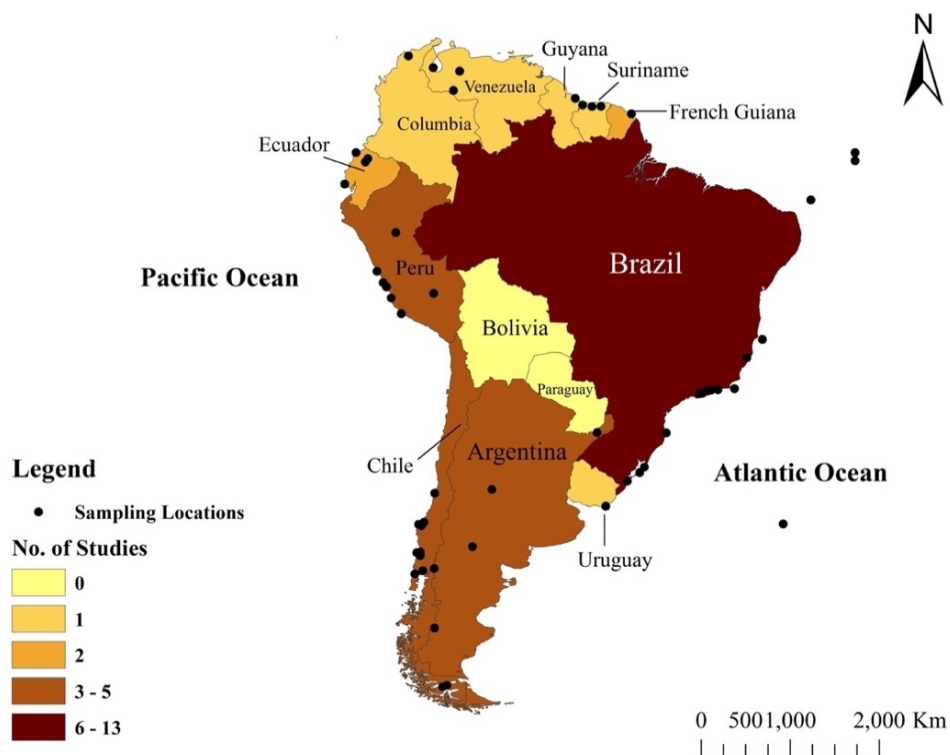 N
Guyana
Suriname
Venezuela
French Guiana
Columbia
Ecuador
Peru
Brazil
Pacific Ocean
Bolivia
Paraguay
Argentina
Chile
Legend
Atlantic Ocean
Sampling Locations
No. of Studies
Uruguay
0
1
2
3 - 5
6 - 13
0 5001,000 2,000 Km